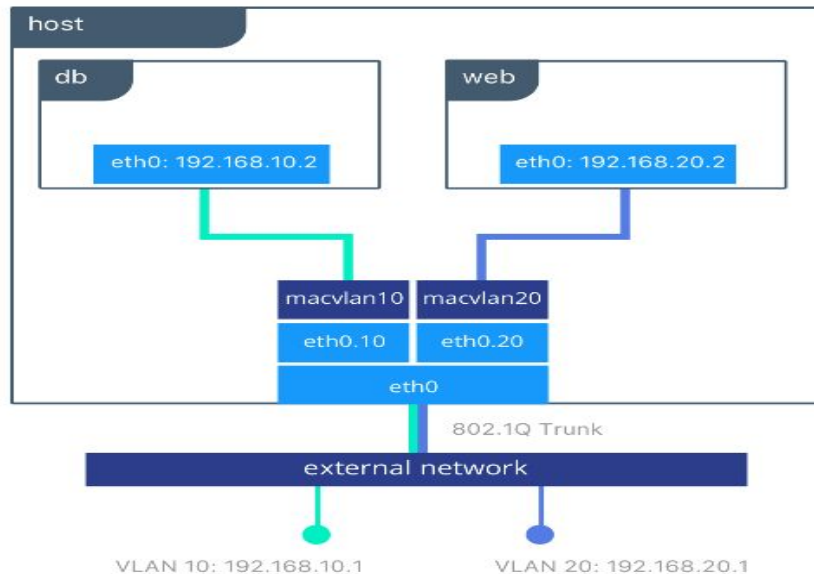 host
db
web
eth0: 192.168.10.2
eth0: 192.168.20.2
macvlan10
macvlan20
eth0.10
eth0.20
eth0
802.1Q Trunk
external network
VLAN 10: 192.168.10.1
VLAN 20: 192.168.20.1